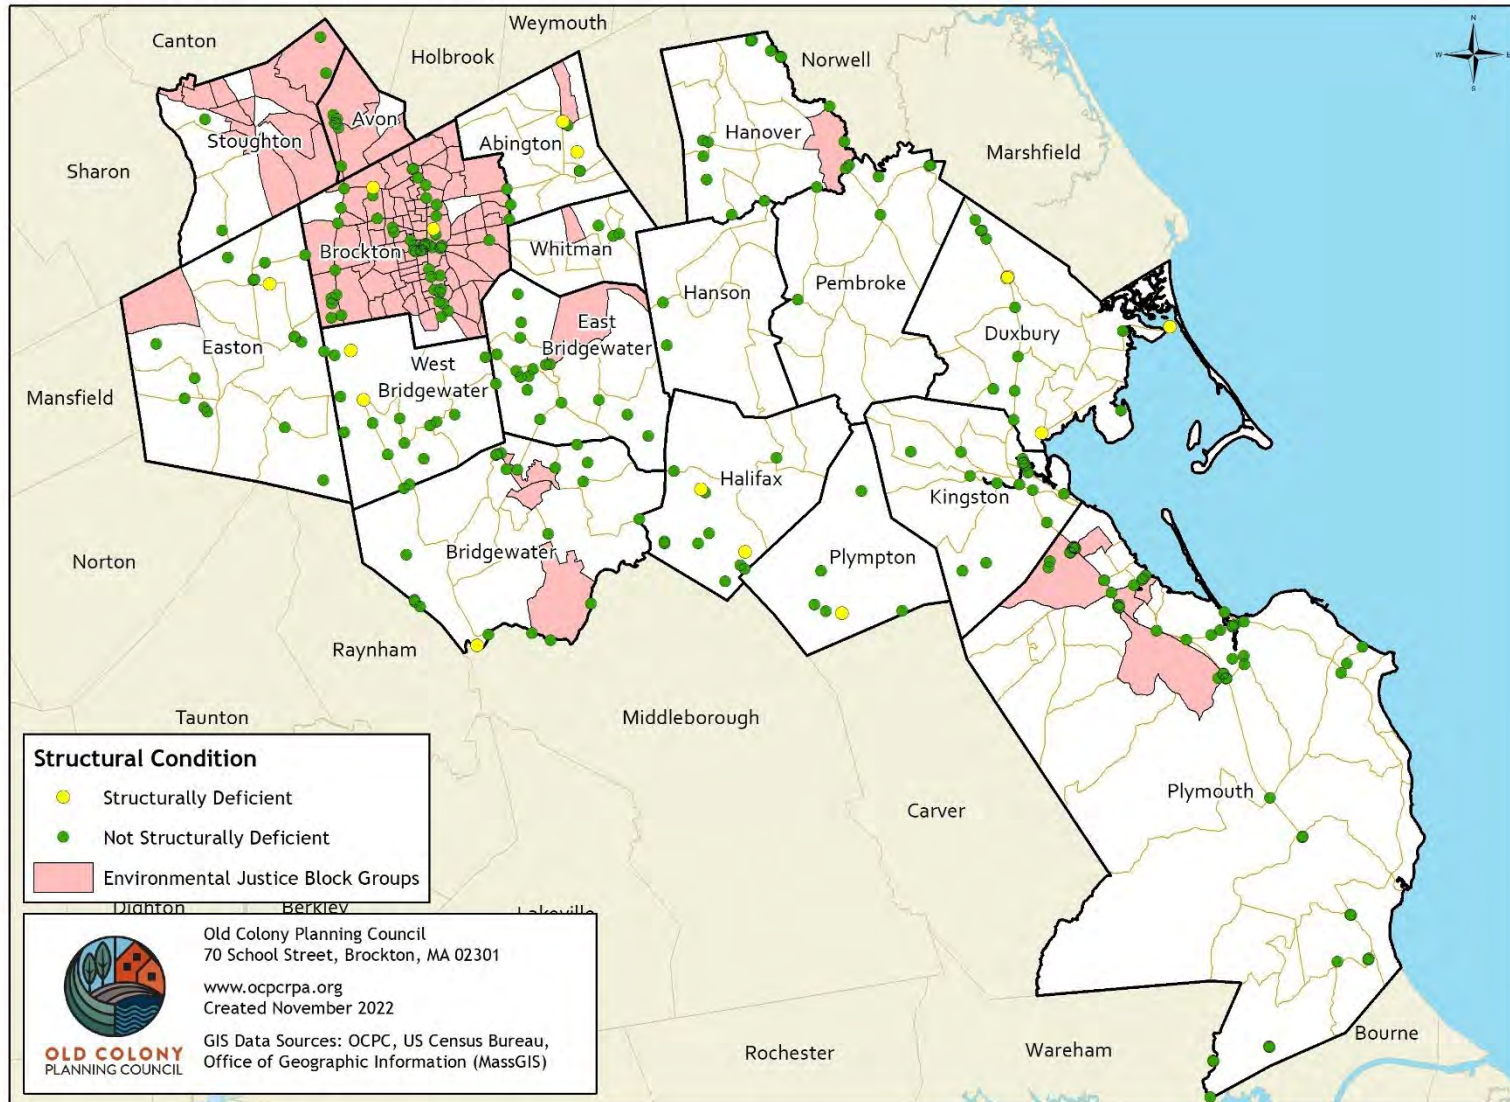 Weymouth
Canton
Holbrook
Norwell
N
W
E
S
Avon
Stoughton
Abington
Hanover
Marshfield
Sharon
Brockton
Whitman
Hanson
Pembroke
East
Bridgewater
Duxbury
Easton
West
Bridgewater
Mansfield
Halifax
Kingston
Norton
Bridgewater
Plympton
Raynham
Taunton
Middleborough
Plymouth
Carver
Structural Condition
Structurally Deficient
Not Structurally Deficient
Environmental Justice Block Groups
Dighton
Berkley
Lakeville
Old Colony Planning Council
70 School Street, Brockton, MA 02301
www.ocpcrpa.org
Created November 2022
GIS Data Sources: OCPC, US Census Bureau,
Office of Geographic Information (MassGIS)
OLD COLONY
PLANNING COUNCIL
Rochester
Wareham
Bourne